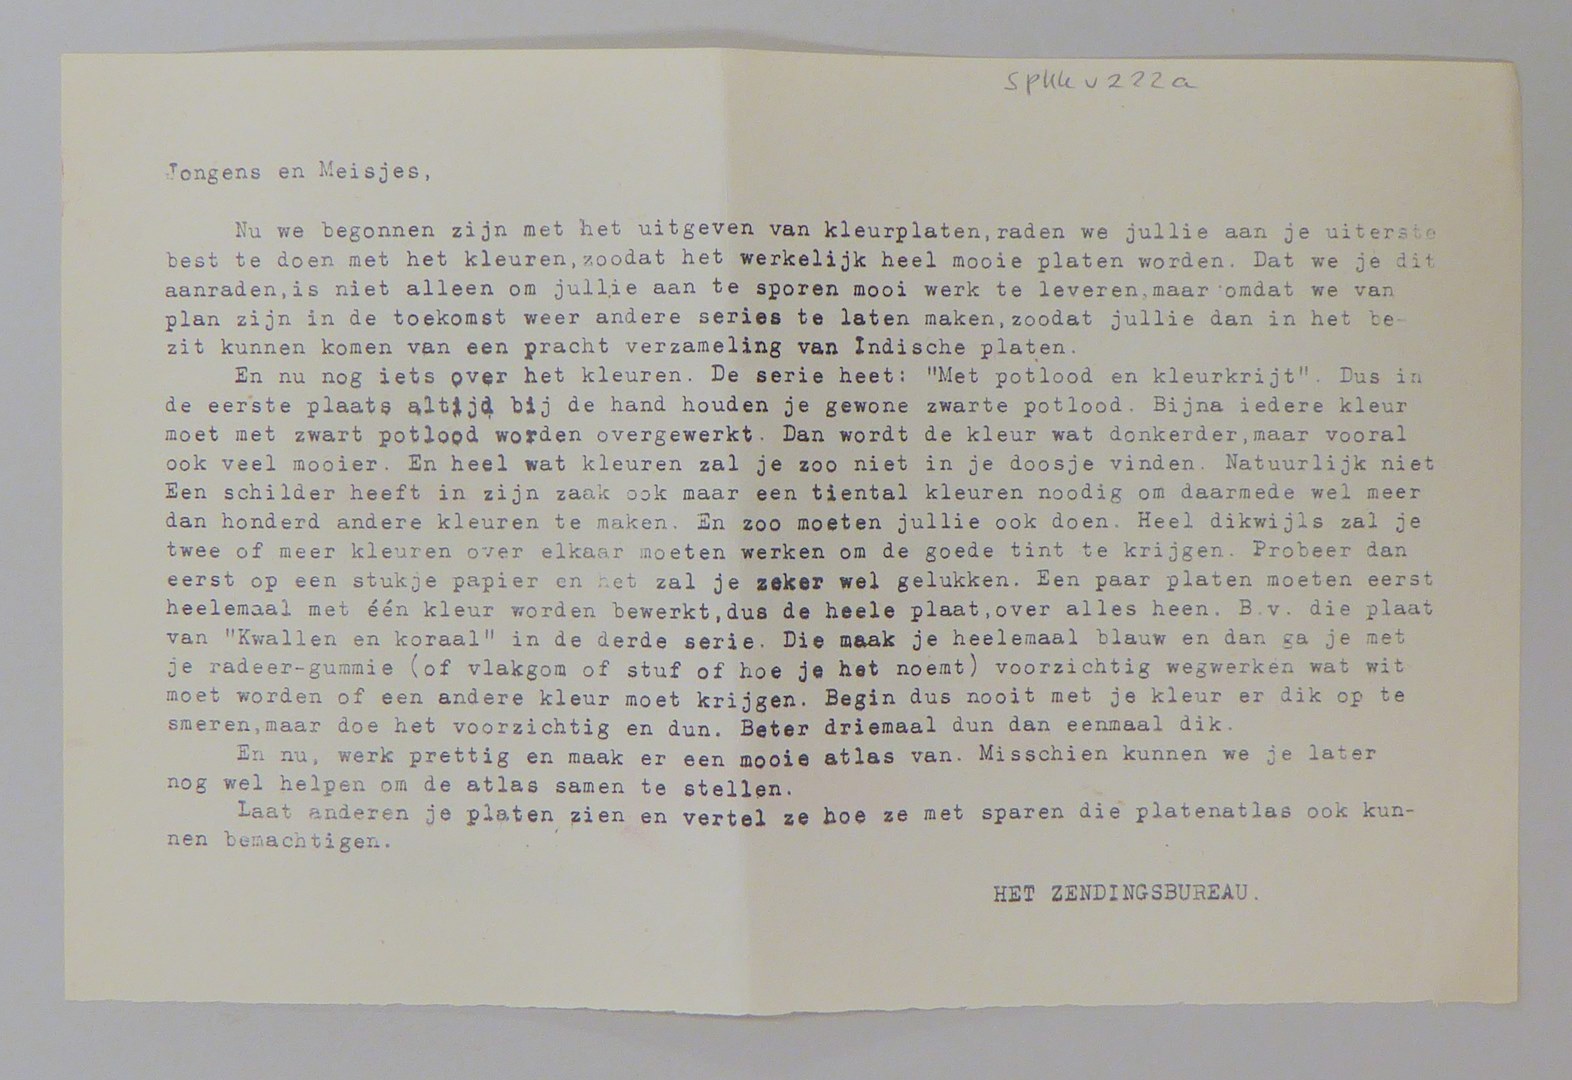 spkk v222a
Jongens en Meisjes,
Nu we begonnen zijn met het uitgeven van kleurplaten,raden we jullie aan je uiterste
best te doen met het kleuren,zoodat het werkelijk heel mooie platen worden. Dat we je dit
aanraden,is niet alleen om jullie aan te sporen mooi werk te leveren,maar omdat we van
plan zijn in de toekomst weer andere series te laten maken,zoodat jullie dan in het be-
zit kunnen komen van een pracht verzameling van Indische platen.
En nu nog iets over het kleuren. De serie heet: "Met potlood en kleurkrijt". Dus in
de eerste plaats altijd bij de hand houden je gewone zwarte potlood. Bijna iedere kleur
moet met zwart potlood worden overgewerkt. Dan wordt de kleur wat donkerder,maar vooral
ook veel mooier. En heel wat kleuren zal je zoo niet in je doosje vinden. Natuurlijk niet
Een schilder heeft in zijn zaak ook maar een tiental kleuren noodig om daarmede wel meer
dan honderd andere kleuren te maken. En zoo moeten jullie ook doen. Heel dikwijls zal je
twee of meer kleuren over elkaar moeten werken om de goede tint te krijgen. Probeer dan
eerst op een stukje papier en het zal je zeker wel gelukken. Een paar platen moeten eerst
heelemaal met één kleur worden bewerkt,dus de heele plaat,over alles heen. B.v. die plaat
van "Kwallen en koraal" in de derde serie. Die maak je heelemaal blauw en dan ga je met
je radeer-gummie (of vlakgom of stuf of hoe je het noemt) voorzichtig wegwerken wat wit
moet worden of een andere kleur moet krijgen. Begin dus nooit met je kleur er dik op te
smeren,maar doe het voorzichtig en dun. Beter driemaal dun dan eenmaal dik.
En nu, werk prettig en maak er een mooie atlas van. Misschien kunnen we je later
nog wel helpen om de atlas samen te stellen.
Laat anderen je platen zien en vertel ze hoe ze met sparen die platenatlas ook kun-
nen bemachtigen.
HET ZENDINGSBUREAU.